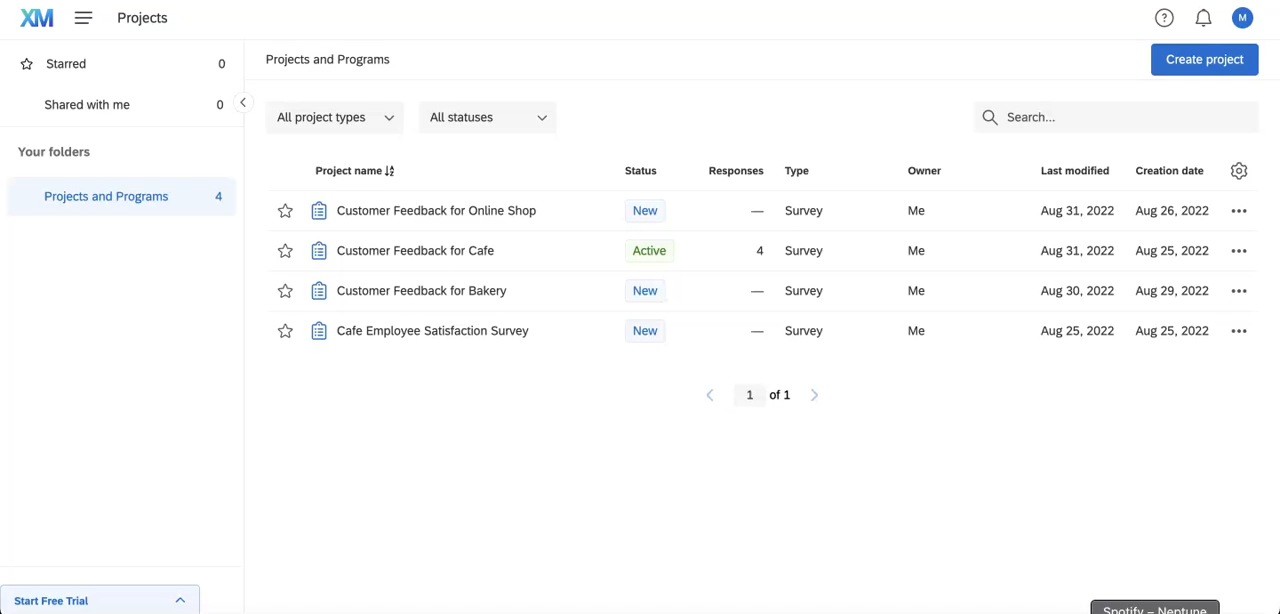 XM Projects M
Starred 0
Shared with me 0
Your folders
Projects and Programs 4
Projects and Programs Create project
All project types All statuses Search...
Project name Status Responses Type Owner Last modified Creation date
Customer Feedback for Online Shop New — Survey Me Aug 31, 2022 Aug 26, 2022
Customer Feedback for Cafe Active 4 Survey Me Aug 31, 2022 Aug 25, 2022
Customer Feedback for Bakery New — Survey Me Aug 30, 2022 Aug 29, 2022
Cafe Employee Satisfaction Survey New — Survey Me Aug 25, 2022 Aug 25, 2022
1 of 1
Start Free Trial
Spotify – Neptune